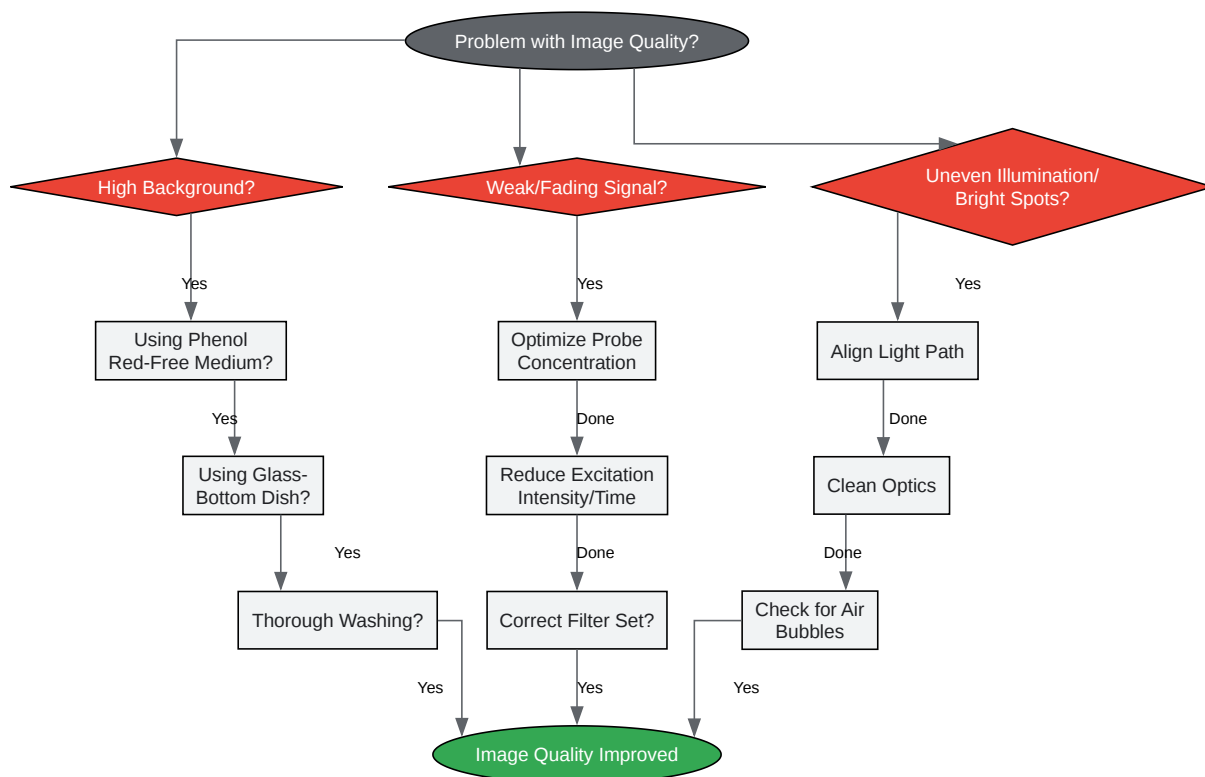 Problem with Image Quality?
High Background?
Weak/Fading Signal?
Uneven Illumination/
Bright Spots?
Yes
Yes
Yes
Using Phenol
Red-Free Medium?
Optimize Probe
Concentration
Align Light Path
Yes
Done
Done
Using Glass-
Bottom Dish?
Reduce Excitation
Intensity/Time
Clean Optics
Yes
Done
Done
Thorough Washing?
Correct Filter Set?
Check for Air
Bubbles
Yes
Yes
Yes
Image Quality Improved